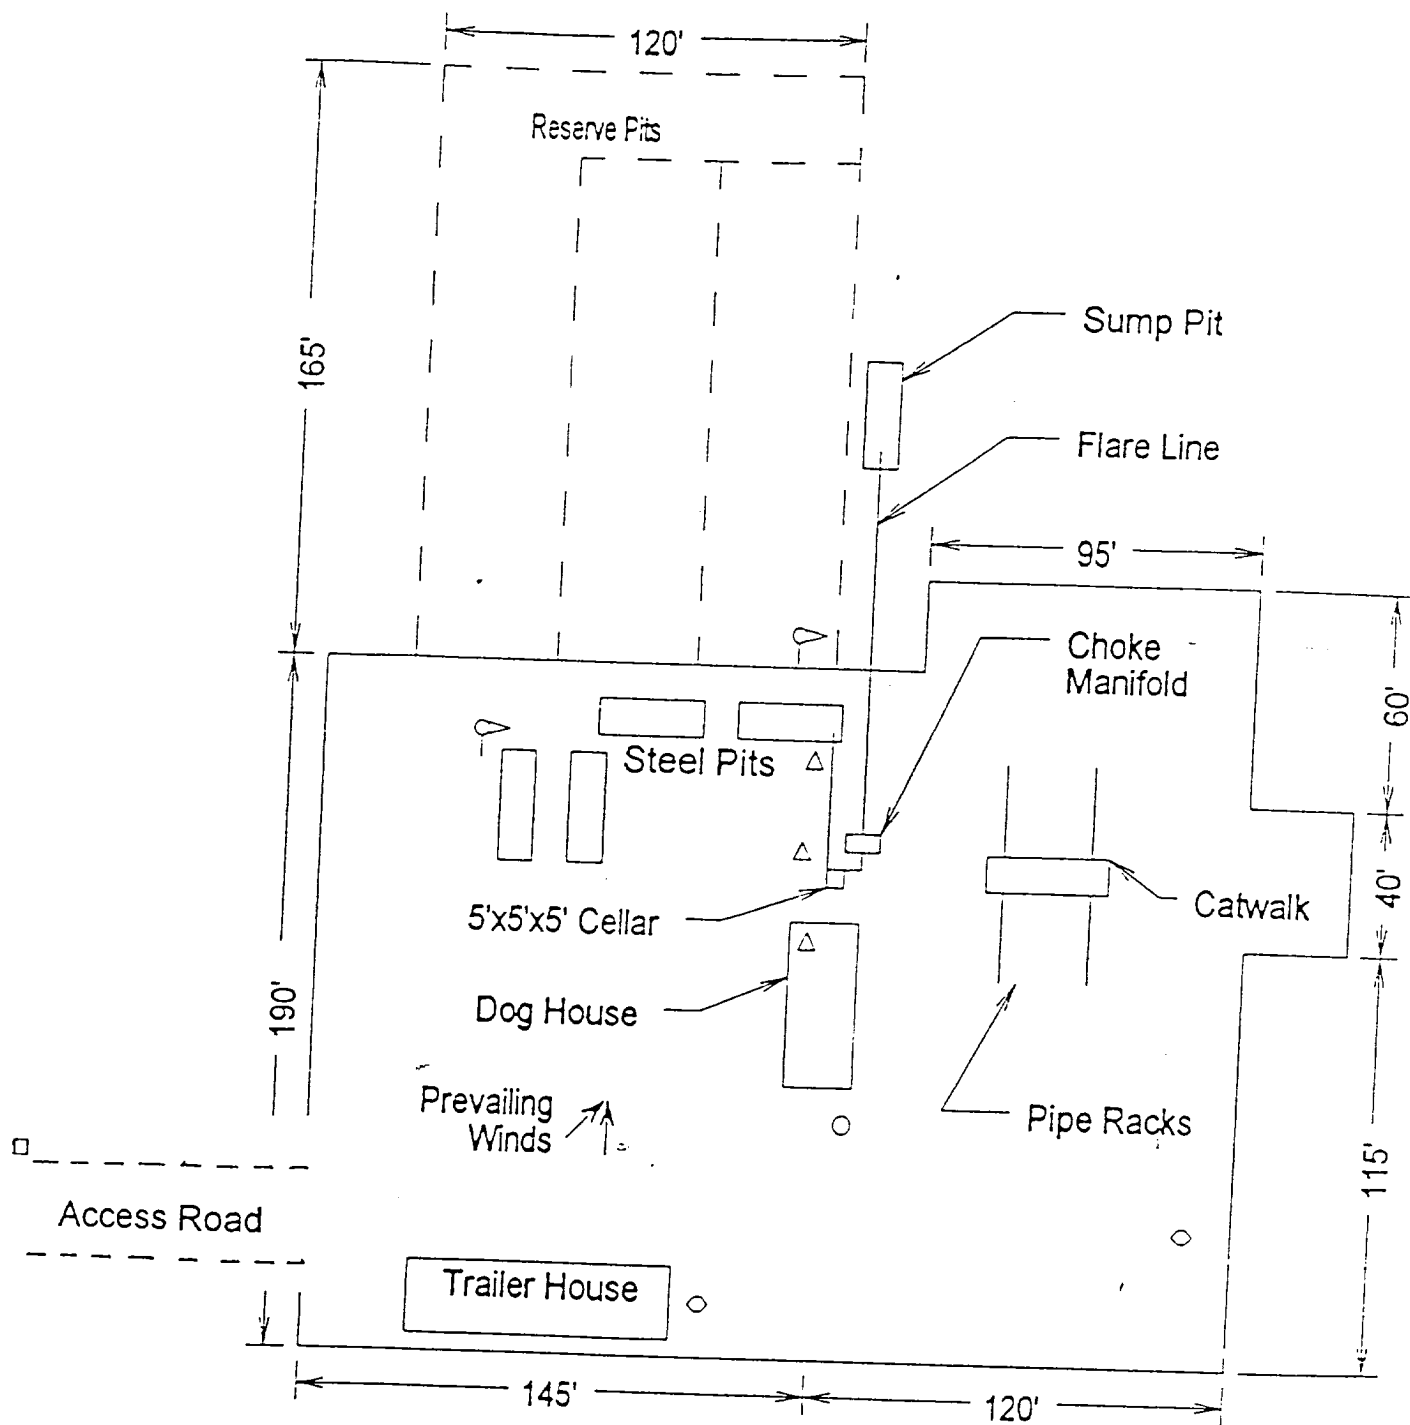 120'
Reserve Pits
165'
Sump Pit
Flare Line
95'
Choke
Manifold
60'
Steel Pits
40'
Catwalk
5'x5'x5' Cellar
190'
Dog House
Prevailing
Winds
Pipe Racks
115'
Access Road
Trailer House
145'
120'